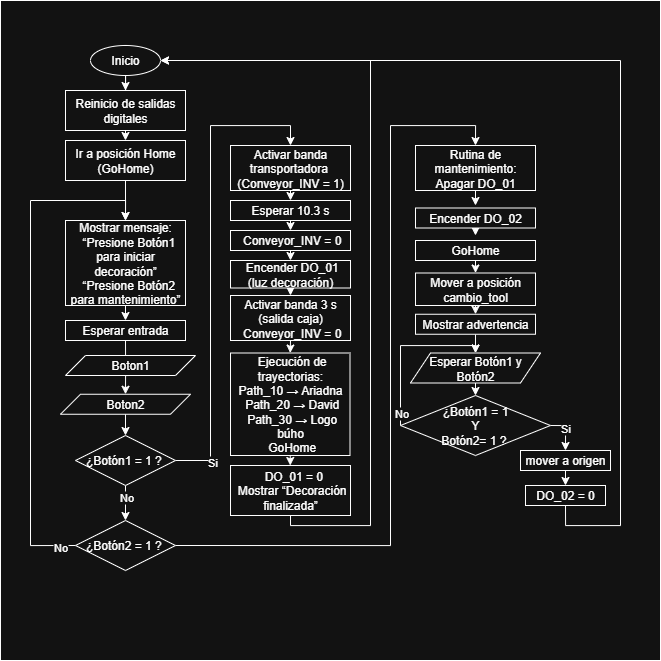 Inicio
Reinicio de salidas
digitales
Ir a posición Home
(GoHome)
Mostrar mensaje:
“Presione Botón1
para iniciar
decoración”
“Presione Botón2
para mantenimiento”
Esperar entrada
Boton1
Boton2
¿Botón1 = 1 ?
Si
No
¿Botón2 = 1 ?
No
Activar banda
transportadora
(Conveyor_INV = 1)
Esperar 10.3 s
Conveyor_INV = 0
Encender DO_01
(luz decoración)
Activar banda 3 s
(salida caja)
Conveyor_INV = 0
Ejecución de
trayectorias:
Path_10 → Ariadna
Path_20 → David
Path_30 → Logo
búho
GoHome
DO_01 = 0
Mostrar “Decoración
finalizada”
Rutina de
mantenimiento:
Apagar DO_01
Encender DO_02
GoHome
Mover a posición
cambio_tool
Mostrar advertencia
Esperar Botón1 y
Botón2
No
¿Botón1 = 1
Y
Botón2= 1 ?
Si
mover a origen
DO_02 = 0